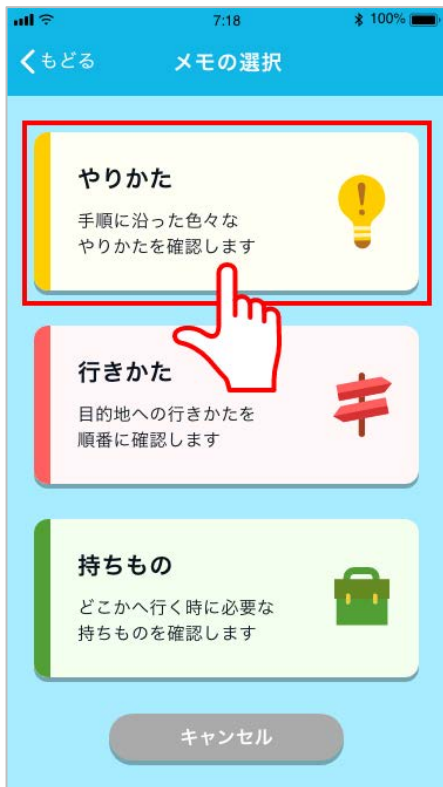 7:18
100%
もどる
メモの選択
やりかた
手順に沿った色々な
やりかたを確認します
行きかた
目的地への行きかたを
順番に確認します
持ちもの
どこかへ行く時に必要な
持ちものを確認します
キャンセル